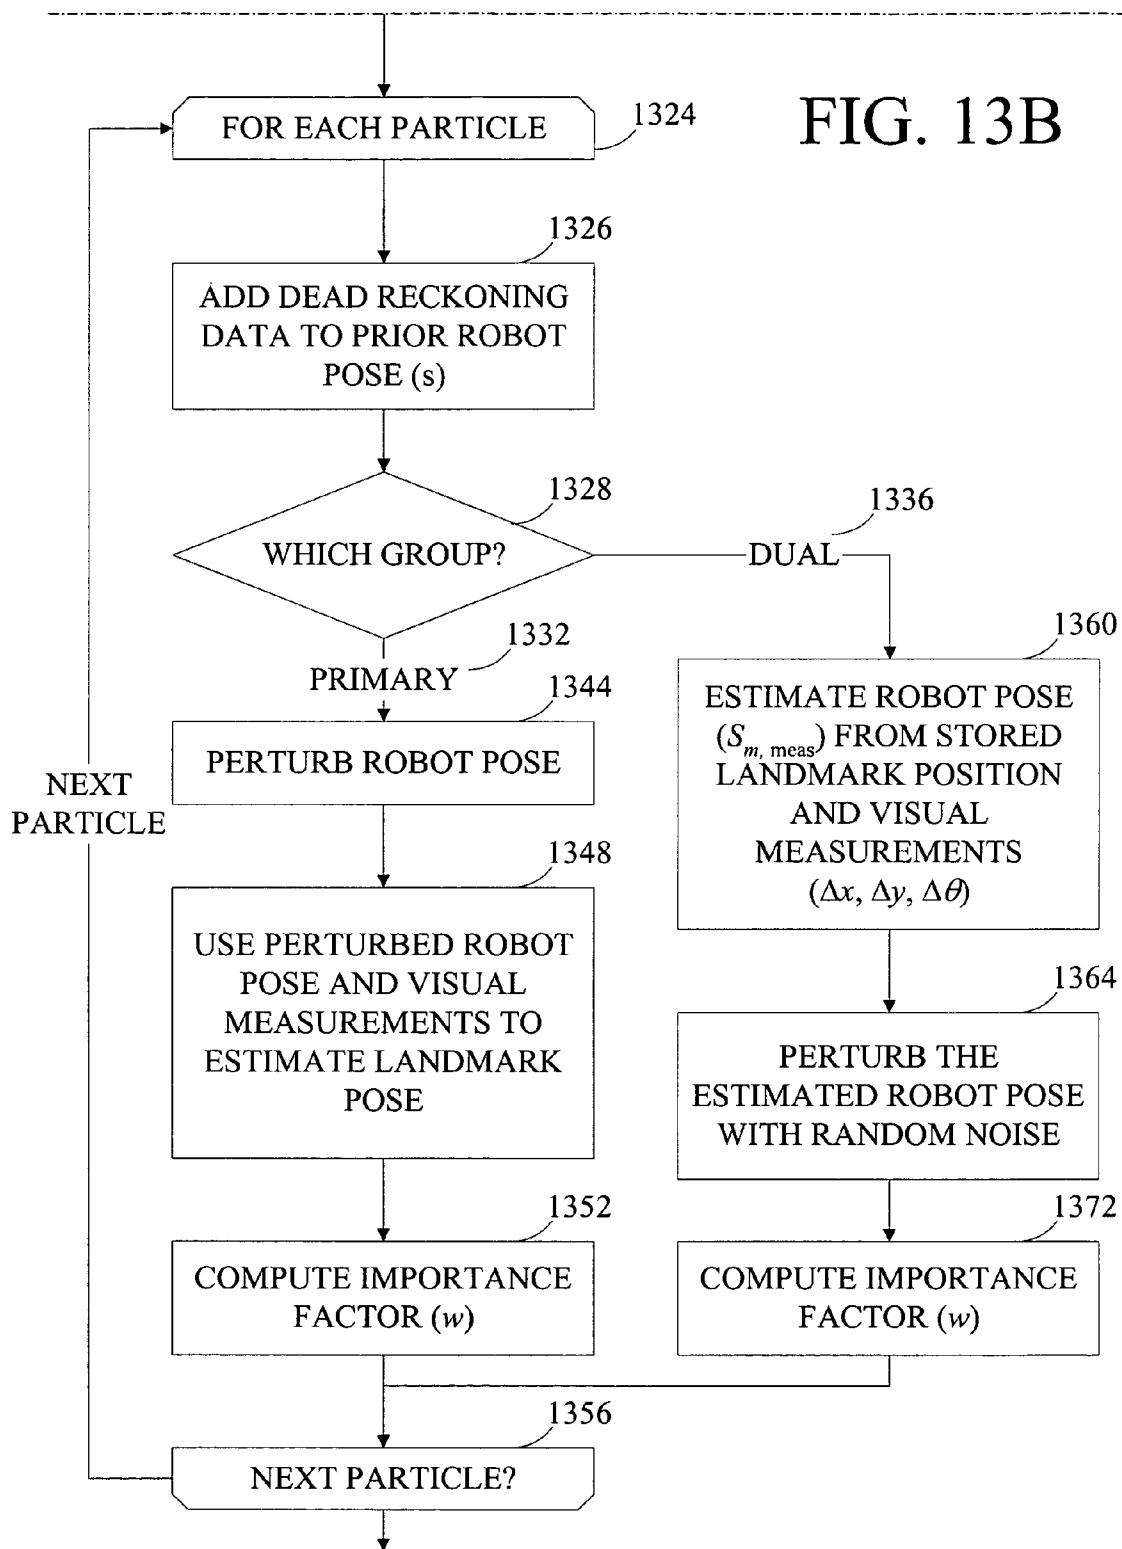 FIG. 13B
FOR EACH PARTICLE
1324
1326
ADD DEAD RECKONING
DATA TO PRIOR ROBOT
POSE (s)
1328
WHICH GROUP?
1336
DUAL
1332
PRIMARY
1344
PERTURB ROBOT POSE
1348
USE PERTURBED ROBOT
POSE AND VISUAL
MEASUREMENTS TO
ESTIMATE LANDMARK
POSE
1352
COMPUTE IMPORTANCE
FACTOR (w)
1360
ESTIMATE ROBOT POSE
(S_{m, meas}) FROM STORED
LANDMARK POSITION
AND VISUAL
MEASUREMENTS
(Δx, Δy, Δθ)
1364
PERTURB THE
ESTIMATED ROBOT POSE
WITH RANDOM NOISE
1372
COMPUTE IMPORTANCE
FACTOR (w)
1356
NEXT PARTICLE?
NEXT
PARTICLE